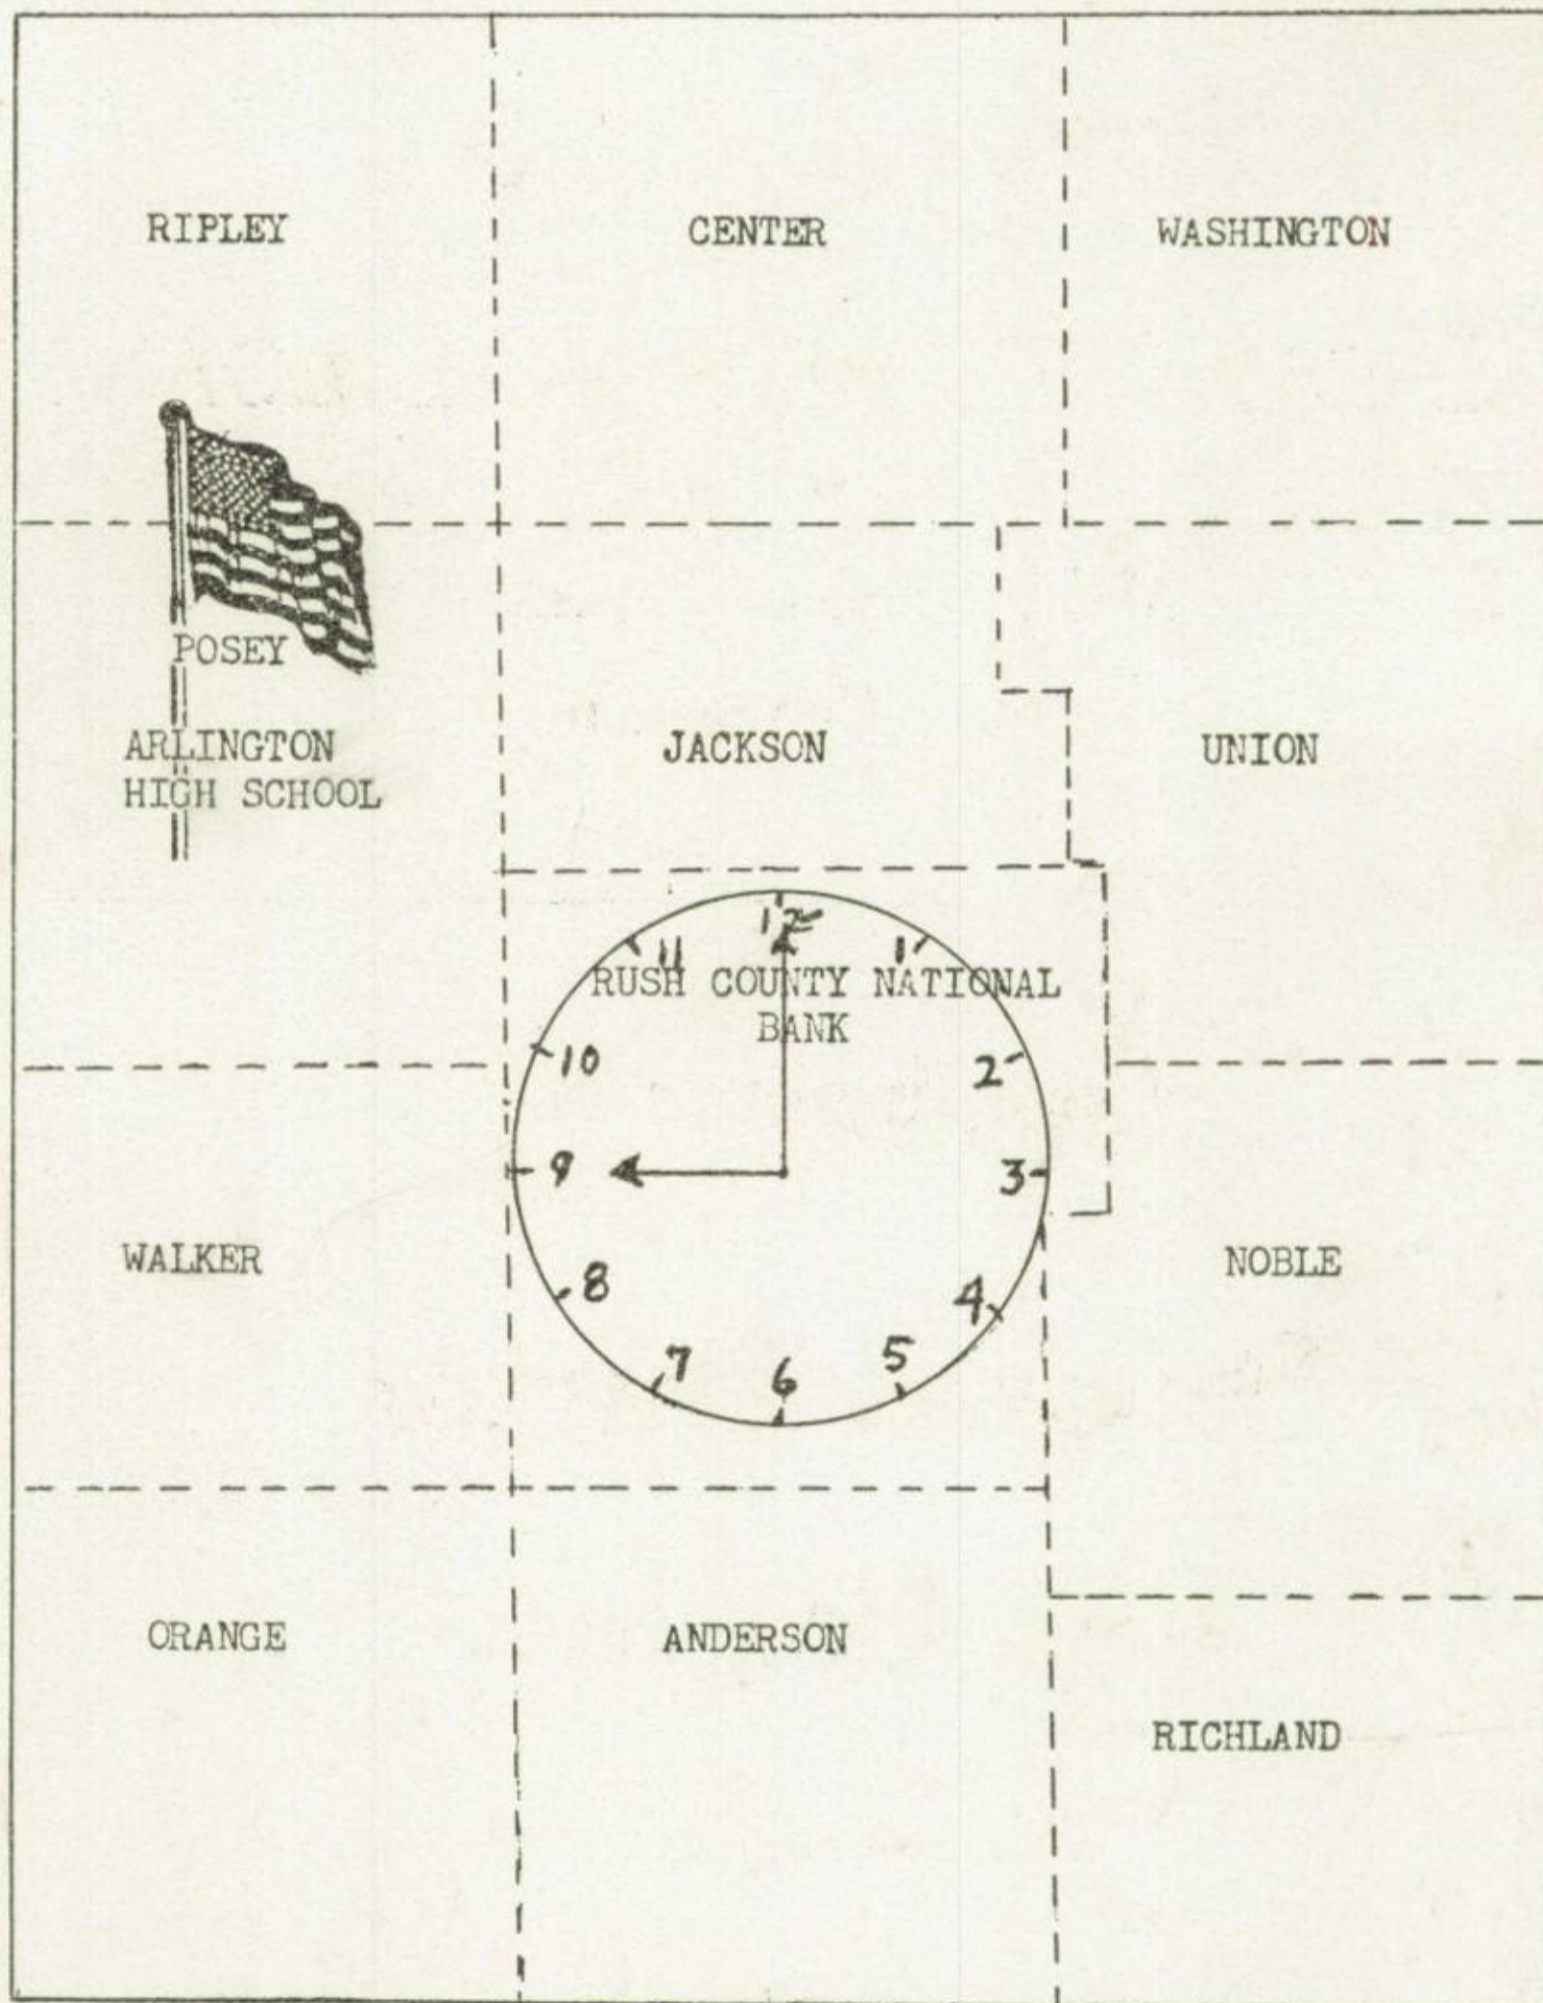 RIPLEY
CENTER
WASHINGTON
POSEY
ARLINGTON
HIGH SCHOOL
JACKSON
UNION
12
11
1
RUSH COUNTY NATIONAL
BANK
10
2
9
3
WALKER
NOBLE
8
4
7
6
5
ORANGE
ANDERSON
RICHLAND